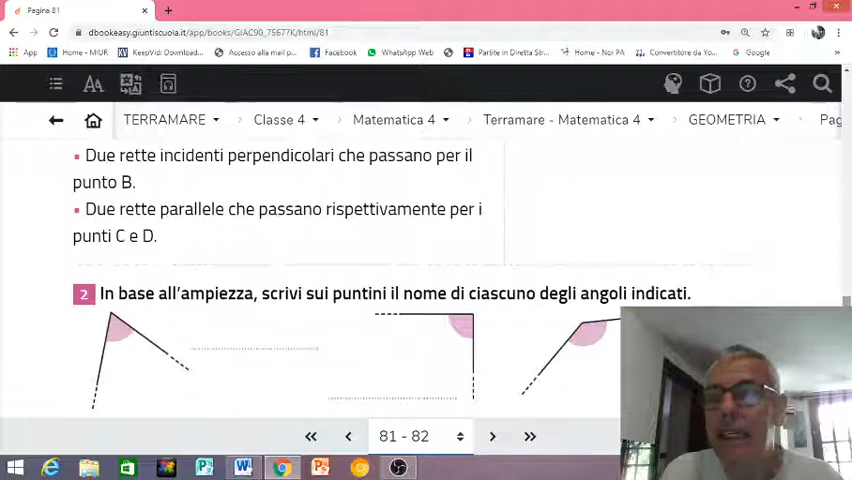 Pagina 81
dbookeasy.giuntiscuola.it/app/books/GIAC90_75677K/html/81
App
Home - MIUR
KeepVid: Download...
Accesso alla mail p...
Facebook
WhatsApp Web
Partite in Diretta Str...
Home - Noi PA
Convertitore da Yo...
Google
TERRAMARE
Classe 4
Matematica 4
Terramare - Matematica 4
GEOMETRIA
Pag
Due rette incidenti perpendicolari che passano per il
punto B.
Due rette parallele che passano rispettivamente per i
punti C e D.
2 In base all'ampiezza, scrivi sui puntini il nome di ciascuno degli angoli indicati.
81 - 82